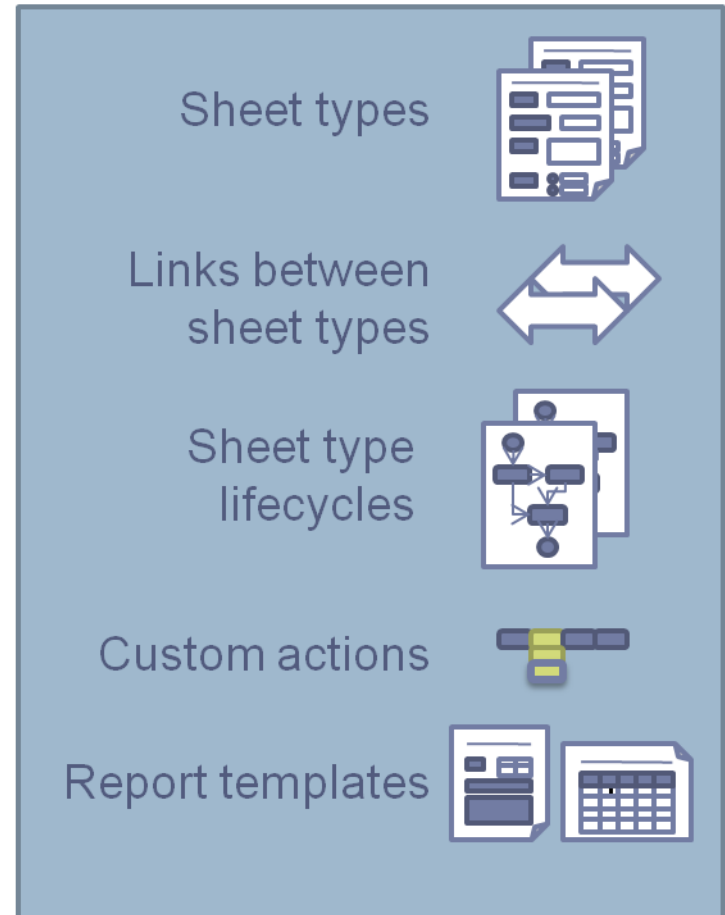 Sheet types
Links between
sheet types
Sheet type
lifecycles
Custom actions
Report templates